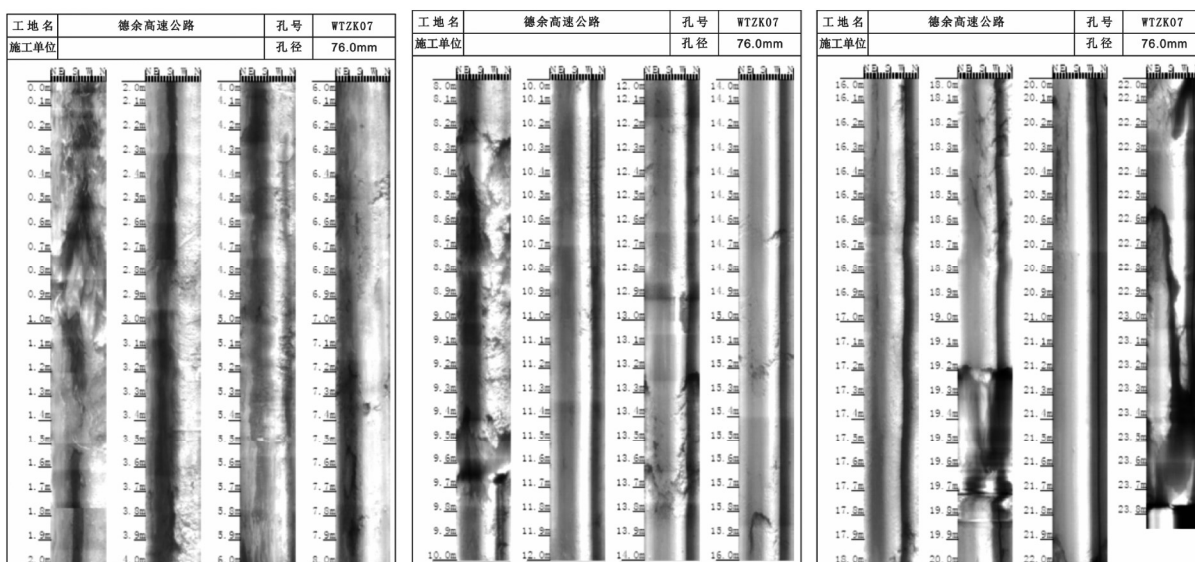 工地名 德余高速公路 孔号 WTZK07
施工单位 孔径 76.0mm
N E S W N
0.0m
0.1m
0.2m
0.3m
0.4m
0.5m
0.6m
0.7m
0.8m
0.9m
1.0m
1.1m
1.2m
1.3m
1.4m
1.5m
1.6m
1.7m
1.8m
1.9m
N E S W N
2.0m
2.1m
2.2m
2.3m
2.4m
2.5m
2.6m
2.7m
2.8m
2.9m
3.0m
3.1m
3.2m
3.3m
3.4m
3.5m
3.6m
3.7m
3.8m
3.9m
N E S W N
4.0m
4.1m
4.2m
4.3m
4.4m
4.5m
4.6m
4.7m
4.8m
4.9m
5.0m
5.1m
5.2m
5.3m
5.4m
5.5m
5.6m
5.7m
5.8m
5.9m
N E S W N
6.0m
6.1m
6.2m
6.3m
6.4m
6.5m
6.6m
6.7m
6.8m
6.9m
7.0m
7.1m
7.2m
7.3m
7.4m
7.5m
7.6m
7.7m
7.8m
7.9m
8.0m
工地名 德余高速公路 孔号 WTZK07
施工单位 孔径 76.0mm
N E S W N
8.0m
8.1m
8.2m
8.3m
8.4m
8.5m
8.6m
8.7m
8.8m
8.9m
9.0m
9.1m
9.2m
9.3m
9.4m
9.5m
9.6m
9.7m
9.8m
9.9m
10.0m
N E S W N
10.0m
10.1m
10.2m
10.3m
10.4m
10.5m
10.6m
10.7m
10.8m
10.9m
11.0m
11.1m
11.2m
11.3m
11.4m
11.5m
11.6m
11.7m
11.8m
11.9m
12.0m
N E S W N
12.0m
12.1m
12.2m
12.3m
12.4m
12.5m
12.6m
12.7m
12.8m
12.9m
13.0m
13.1m
13.2m
13.3m
13.4m
13.5m
13.6m
13.7m
13.8m
13.9m
14.0m
N E S W N
14.0m
14.1m
14.2m
14.3m
14.4m
14.5m
14.6m
14.7m
14.8m
14.9m
15.0m
15.1m
15.2m
15.3m
15.4m
15.5m
15.6m
15.7m
15.8m
15.9m
16.0m
工地名 德余高速公路 孔号 WTZK07
施工单位 孔径 76.0mm
N E S W N
16.0m
16.1m
16.2m
16.3m
16.4m
16.5m
16.6m
16.7m
16.8m
16.9m
17.0m
17.1m
17.2m
17.3m
17.4m
17.5m
17.6m
17.7m
17.8m
17.9m
18.0m
N E S W N
18.0m
18.1m
18.2m
18.3m
18.4m
18.5m
18.6m
18.7m
18.8m
18.9m
19.0m
19.1m
19.2m
19.3m
19.4m
19.5m
19.6m
19.7m
19.8m
19.9m
20.0m
N E S W N
20.0m
20.1m
20.2m
20.3m
20.4m
20.5m
20.6m
20.7m
20.8m
20.9m
21.0m
21.1m
21.2m
21.3m
21.4m
21.5m
21.6m
21.7m
21.8m
21.9m
22.0m
N E S W N
22.0m
22.1m
22.2m
22.3m
22.4m
22.5m
22.6m
22.7m
22.8m
22.9m
23.0m
23.1m
23.2m
23.3m
23.4m
23.5m
23.6m
23.7m
23.8m